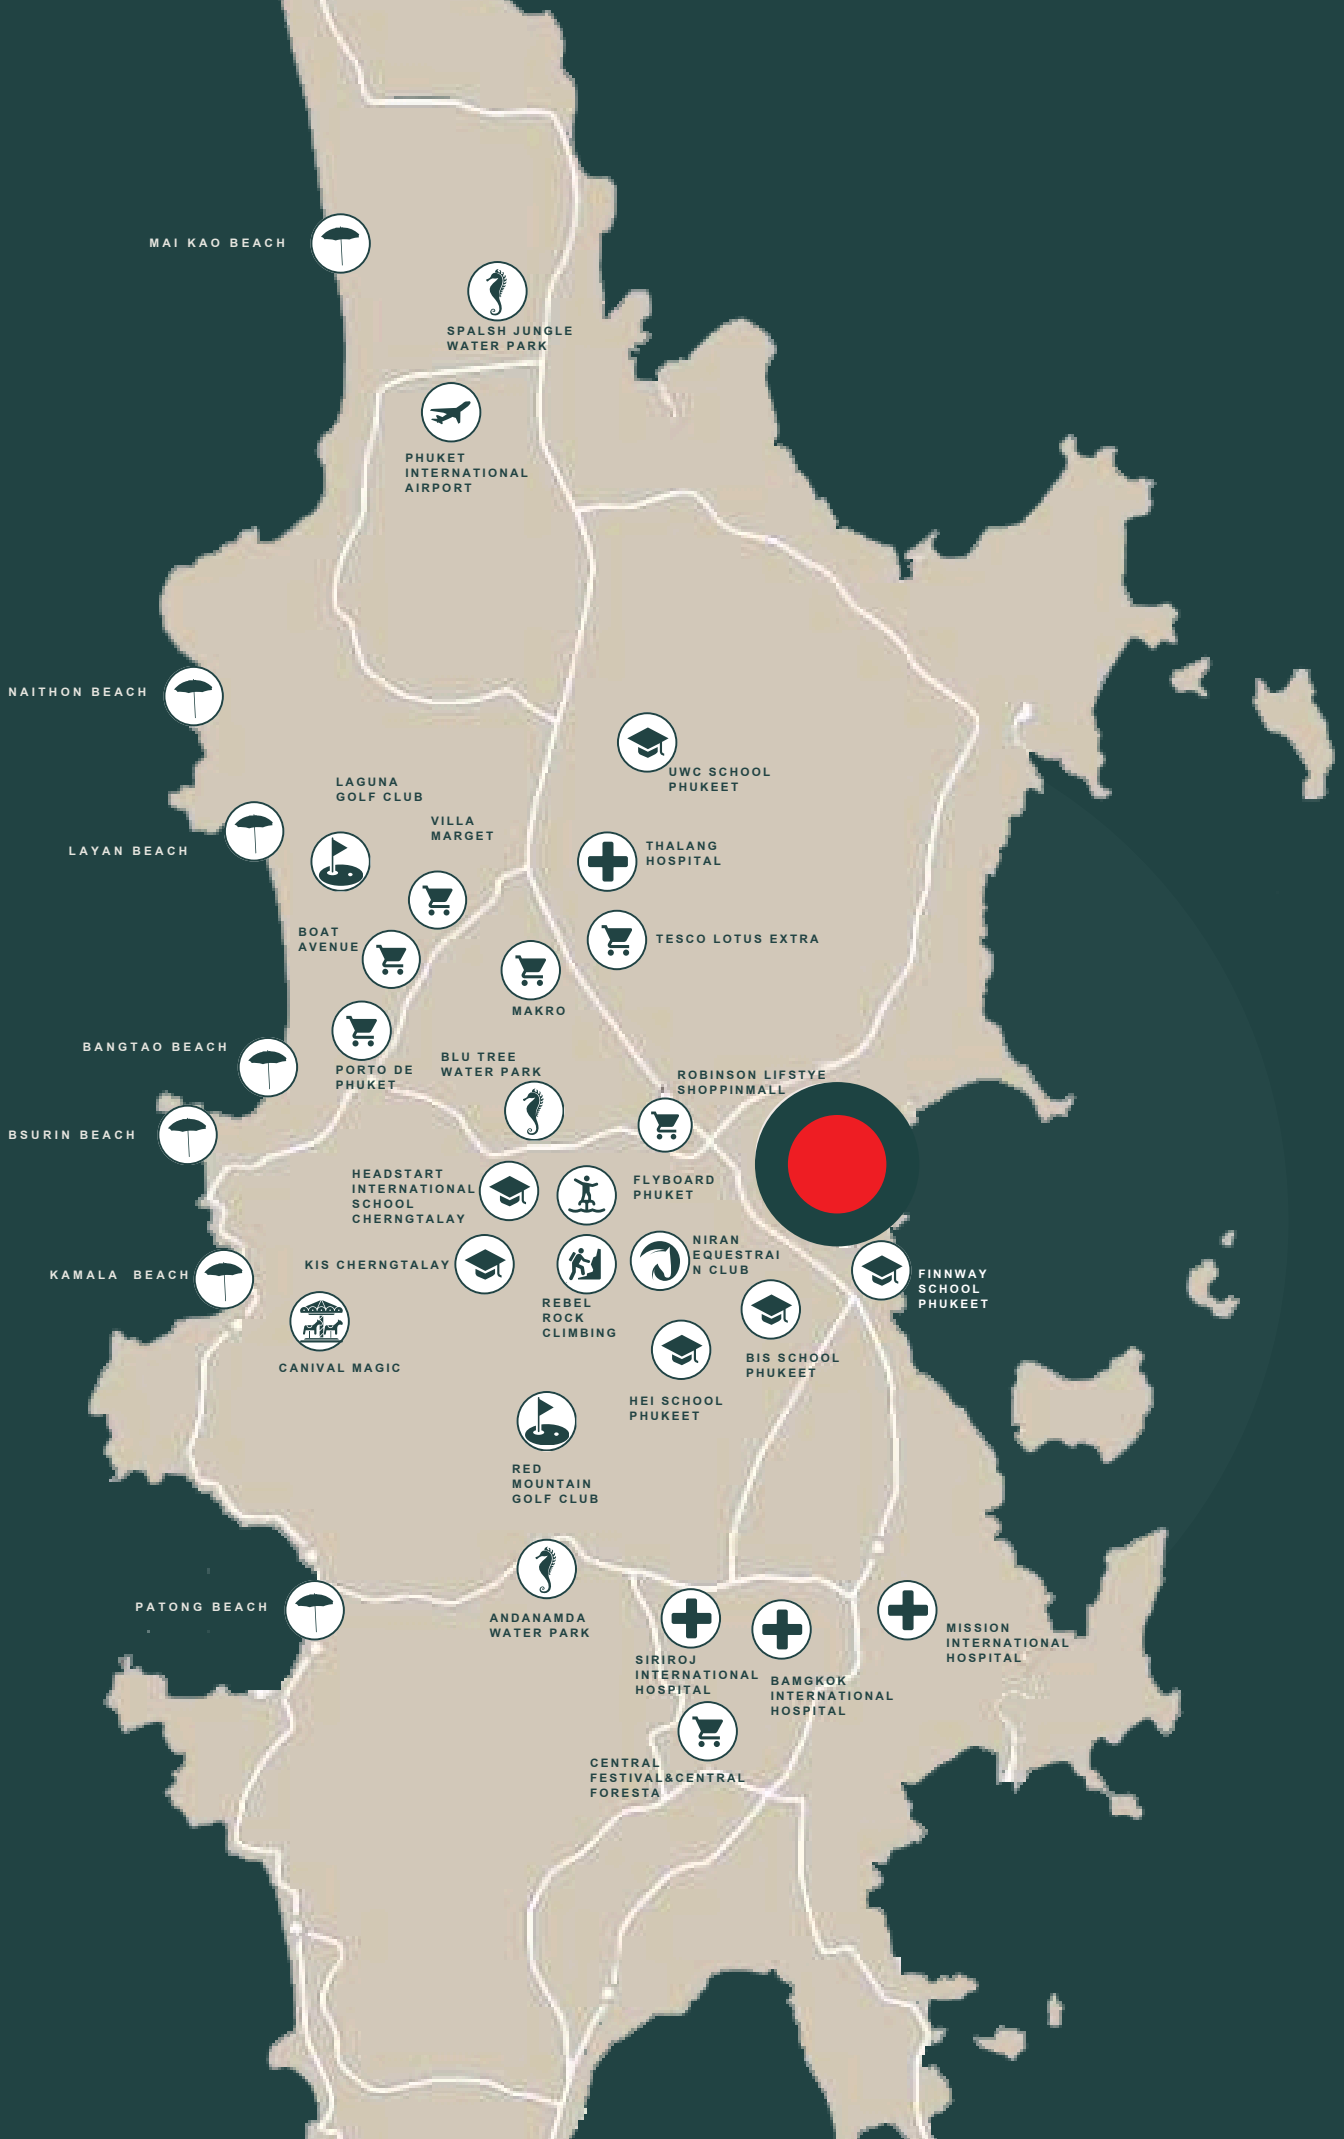 MAI KAO BEACH
SPALSH JUNGLE
WATER PARK
PHUKET
INTERNATIONAL
AIRPORT
NAITHON BEACH
UWC SCHOOL
PHUKEET
LAGUNA
GOLF CLUB
VILLA
MARGET
LAYAN BEACH
THALANG
HOSPITAL
BOAT
AVENUE
TESCO LOTUS EXTRA
MAKRO
BANGTAO BEACH
PORTO DE
PHUKET
BLU TREE
WATER PARK
ROBINSON LIFSTYE
SHOPPINMALL
BSURIN BEACH
HEADSTART
INTERNATIONAL
SCHOOL
CHERNGTALAY
FLYBOARD
PHUKET
KIS CHERNGTALAY
NIRAN
EQUESTRAI
N CLUB
KAMALA BEACH
FINNWAY
SCHOOL
PHUKEET
REBEL
ROCK
CLIMBING
CANIVAL MAGIC
BIS SCHOOL
PHUKEET
HEI SCHOOL
PHUKEET
RED
MOUNTAIN
GOLF CLUB
PATONG BEACH
ANDANAMDA
WATER PARK
SIRIROJ
INTERNATIONAL
HOSPITAL
BAMGKOK
INTERNATIONAL
HOSPITAL
MISSION
INTERNATIONAL
HOSPITAL
CENTRAL
FESTIVAL&CENTRAL
FORESTA